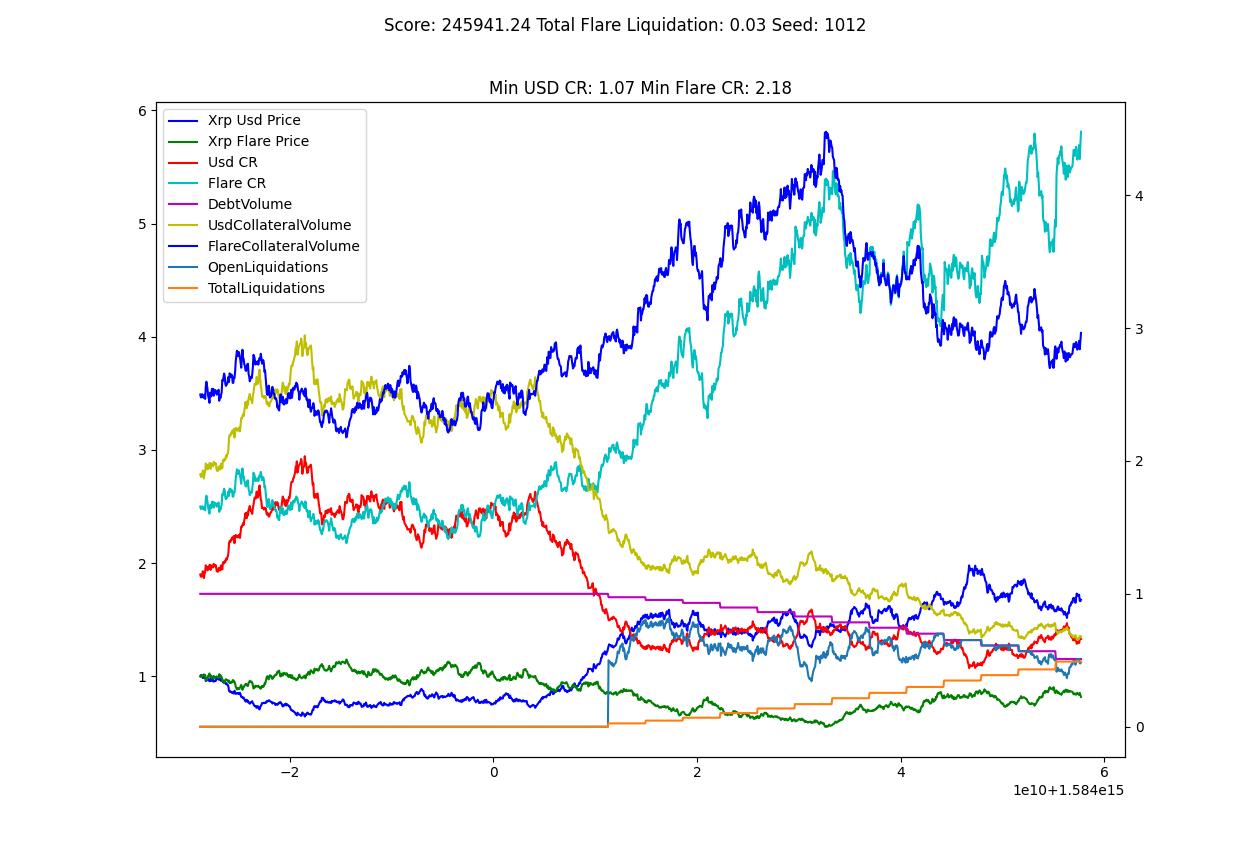 Score: 245941.24 Total Flare Liquidation: 0.03 Seed: 1012
Min USD CR: 1.07 Min Flare CR: 2.18
Xrp Usd Price
Xrp Flare Price
Usd CR
Flare CR
DebtVolume
UsdCollateralVolume
FlareCollateralVolume
OpenLiquidations
TotalLiquidations
6
5
4
3
2
1
4
3
2
1
0
−2
0
2
4
6
1e10+1.584e15